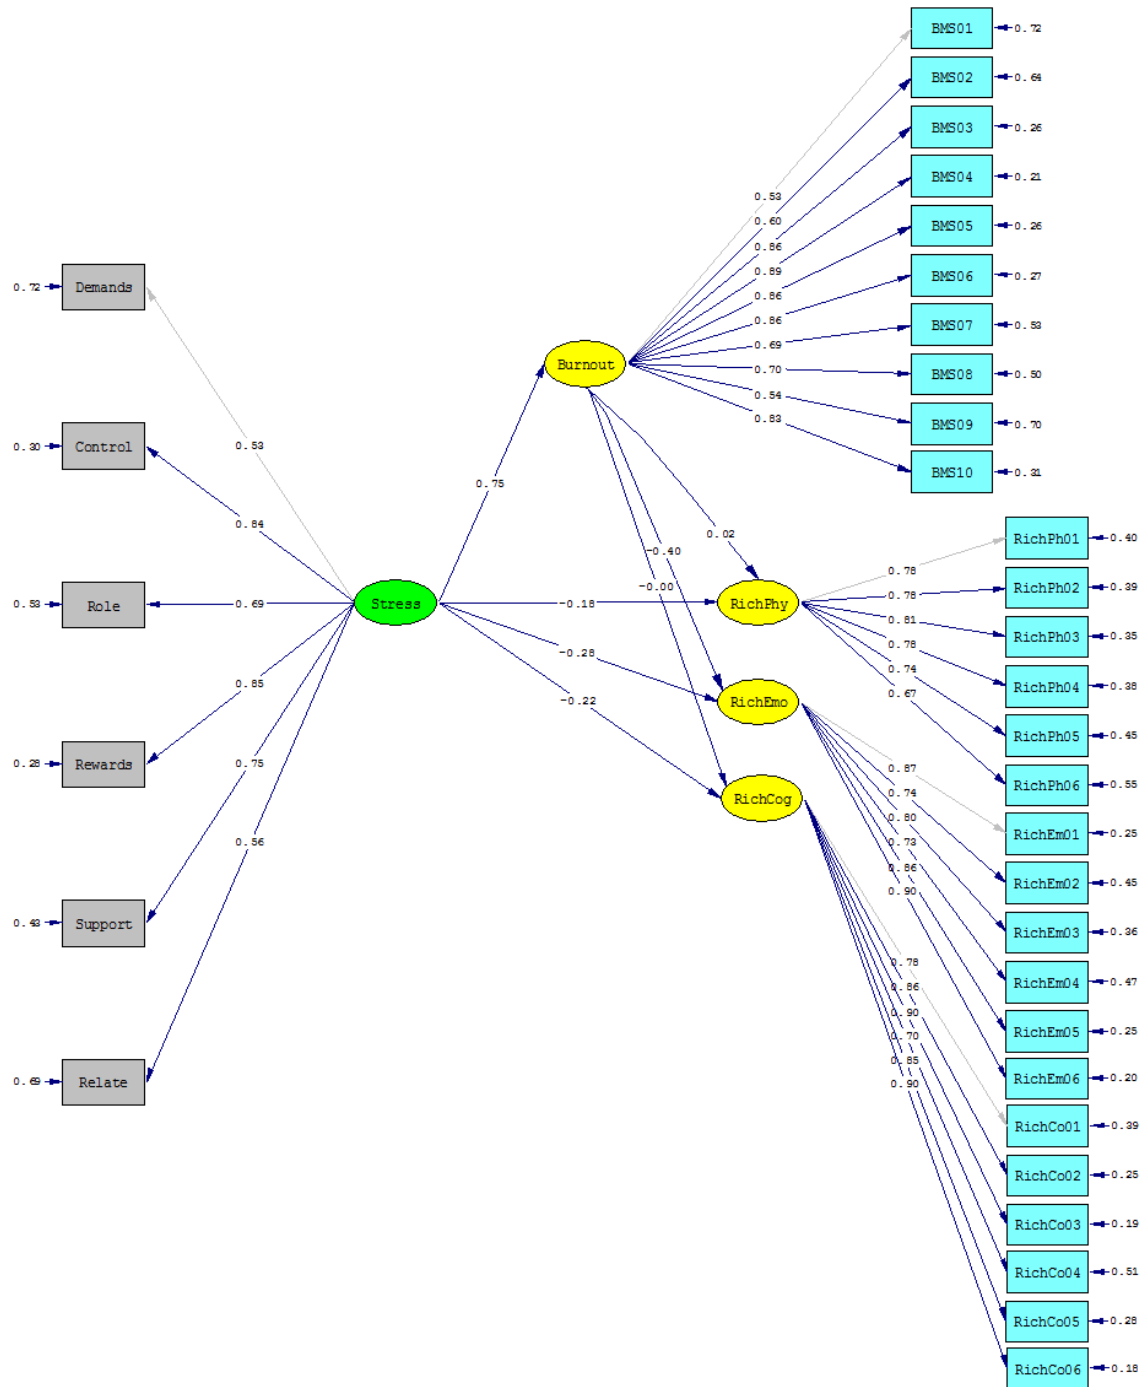 0.72 Demands
0.30 Control
0.53 Role
0.28 Rewards
0.43 Support
0.69 Relate
0.53
0.84
0.69
0.85
0.75
0.56
Stress
0.75
-0.18
-0.28
-0.22
Burnout
0.02
-0.40
-0.00
RichPhy
RichEmo
RichCog
0.53
0.60
0.86
0.89
0.86
0.86
0.69
0.70
0.54
0.83
BMS01 0.72
BMS02 0.64
BMS03 0.26
BMS04 0.21
BMS05 0.26
BMS06 0.27
BMS07 0.53
BMS08 0.50
BMS09 0.70
BMS10 0.31
0.78
0.78
0.81
0.78
0.74
0.67
RichPh01 0.40
RichPh02 0.39
RichPh03 0.35
RichPh04 0.38
RichPh05 0.45
RichPh06 0.55
0.87
0.74
0.80
0.73
0.86
0.90
RichEm01 0.25
RichEm02 0.45
RichEm03 0.36
RichEm04 0.47
RichEm05 0.25
RichEm06 0.20
0.78
0.86
0.90
0.70
0.85
0.90
RichCo01 0.39
RichCo02 0.25
RichCo03 0.19
RichCo04 0.51
RichCo05 0.28
RichCo06 0.18